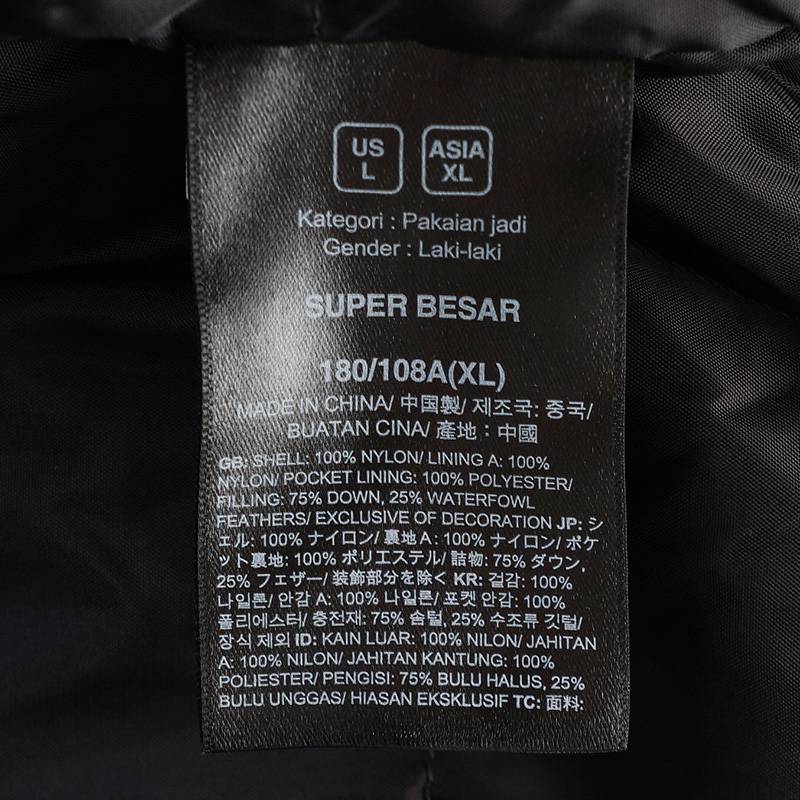 US
L
ASIA
XL
Kategori : Pakaian jadi
Gender : Laki-laki
SUPER BESAR
180/108A(XL)
MADE IN CHINA/ 中国製/ 제조국: 중국/
BUATAN CINA/ 產地：中國
GB: SHELL: 100% NYLON/ LINING A: 100%
NYLON/ POCKET LINING: 100% POLYESTER/
FILLING: 75% DOWN, 25% WATERFOWL
FEATHERS/ EXCLUSIVE OF DECORATION JP: シ
ェル: 100% ナイロン/ 裏地 A: 100% ナイロン/ ポケ
ット裏地: 100% ポリエステル/ 詰物: 75% ダウン,
25% フェザー/ 装飾部分を除く KR: 겉감: 100%
나일론/ 안감 A: 100% 나일론/ 포켓 안감: 100%
폴리에스터/ 충전재: 75% 솜털, 25% 수조류 깃털/
장식 제외 ID: KAIN LUAR: 100% NILON/ JAHITAN
A: 100% NILON/ JAHITAN KANTUNG: 100%
POLIESTER/ PENGISI: 75% BULU HALUS, 25%
BULU UNGGAS/ HIASAN EKSKLUSIF TC: 面料: